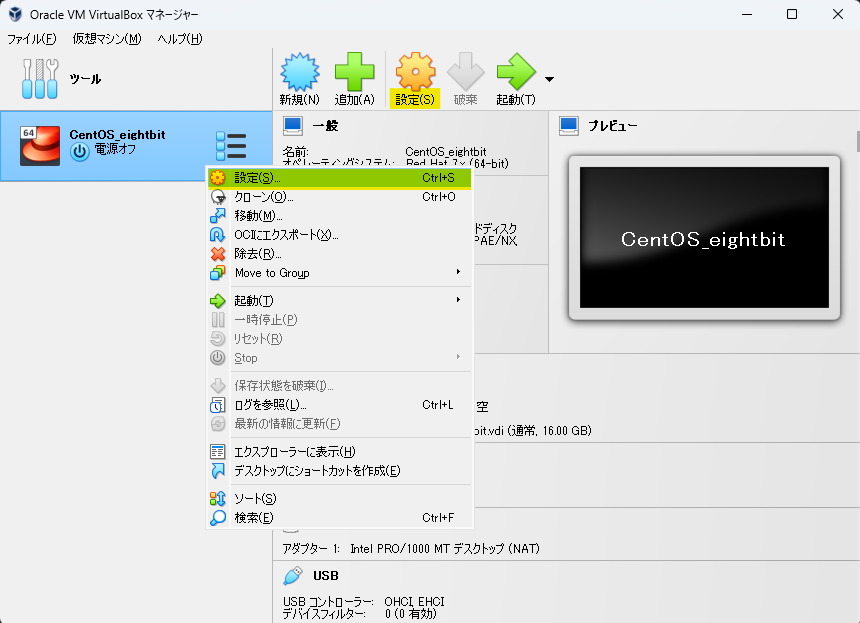 Oracle VM VirtualBox マネージャー
ファイル(F) 仮想マシン(M) ヘルプ(H)
ツール
新規(N) 追加(A) 設定(S) 破棄 起動(T)
64
CentOS_eightbit
電源オフ
一般
名前: CentOS_eightbit
オペレーティングシステム: Red Hat 7.x (64-bit)
プレビュー
CentOS_eightbit
設定(S)... Ctrl+S
クローン(O)... Ctrl+O
移動(M)...
OCIにエクスポート(X)...
除去(R)...
Move to Group
起動(T)
一時停止(P)
リセット(R)
Stop
保存状態を破棄(I)...
ログを参照(L)... Ctrl+L
最新の情報に更新(F)
エクスプローラーに表示(H)
デスクトップにショートカットを作成(E)
ソート(S)
検索(E) Ctrl+F
ドディスク
PAE/NX,
空
bit.vdi (通常, 16.00 GB)
アダプター 1: Intel PRO/1000 MT デスクトップ (NAT)
USB
USB コントローラー: OHCI, EHCI
デバイスフィルター: 0 (0 有効)